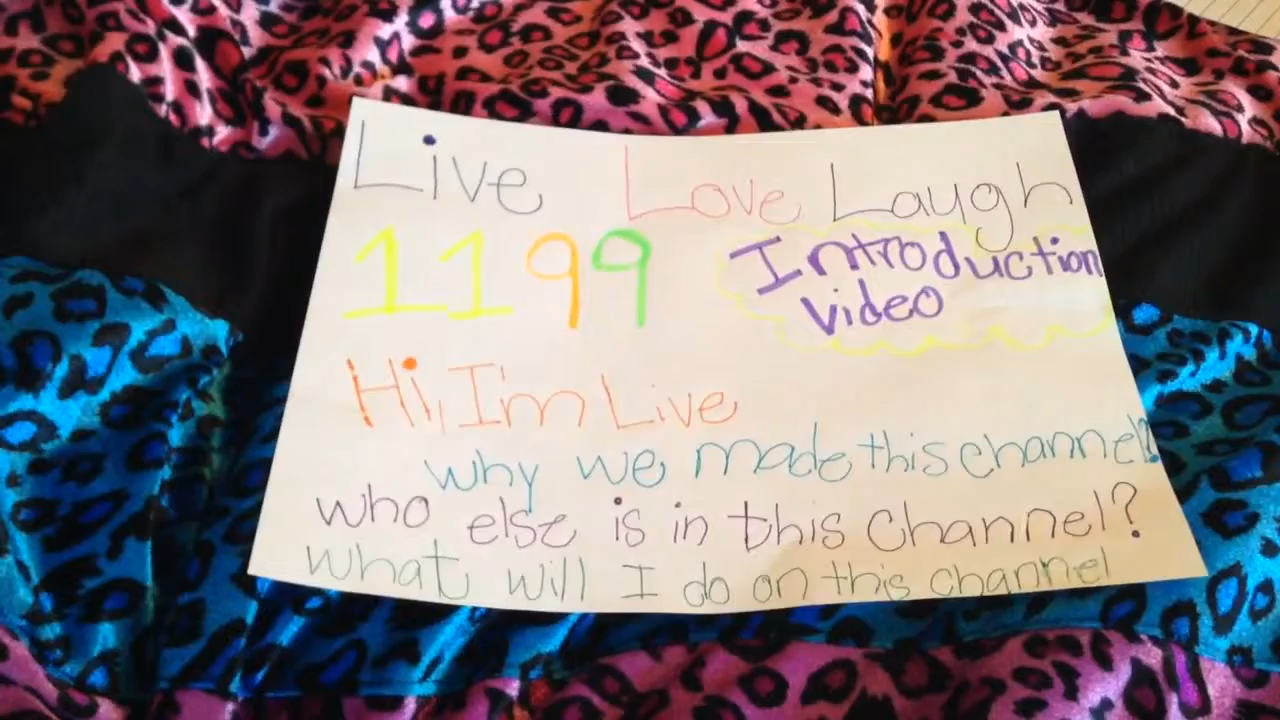 Live Love Laugh
1199 Introduction
video
Hi, I'm Live
why we made this channel?
who else is in this channel?
what will I do on this channel